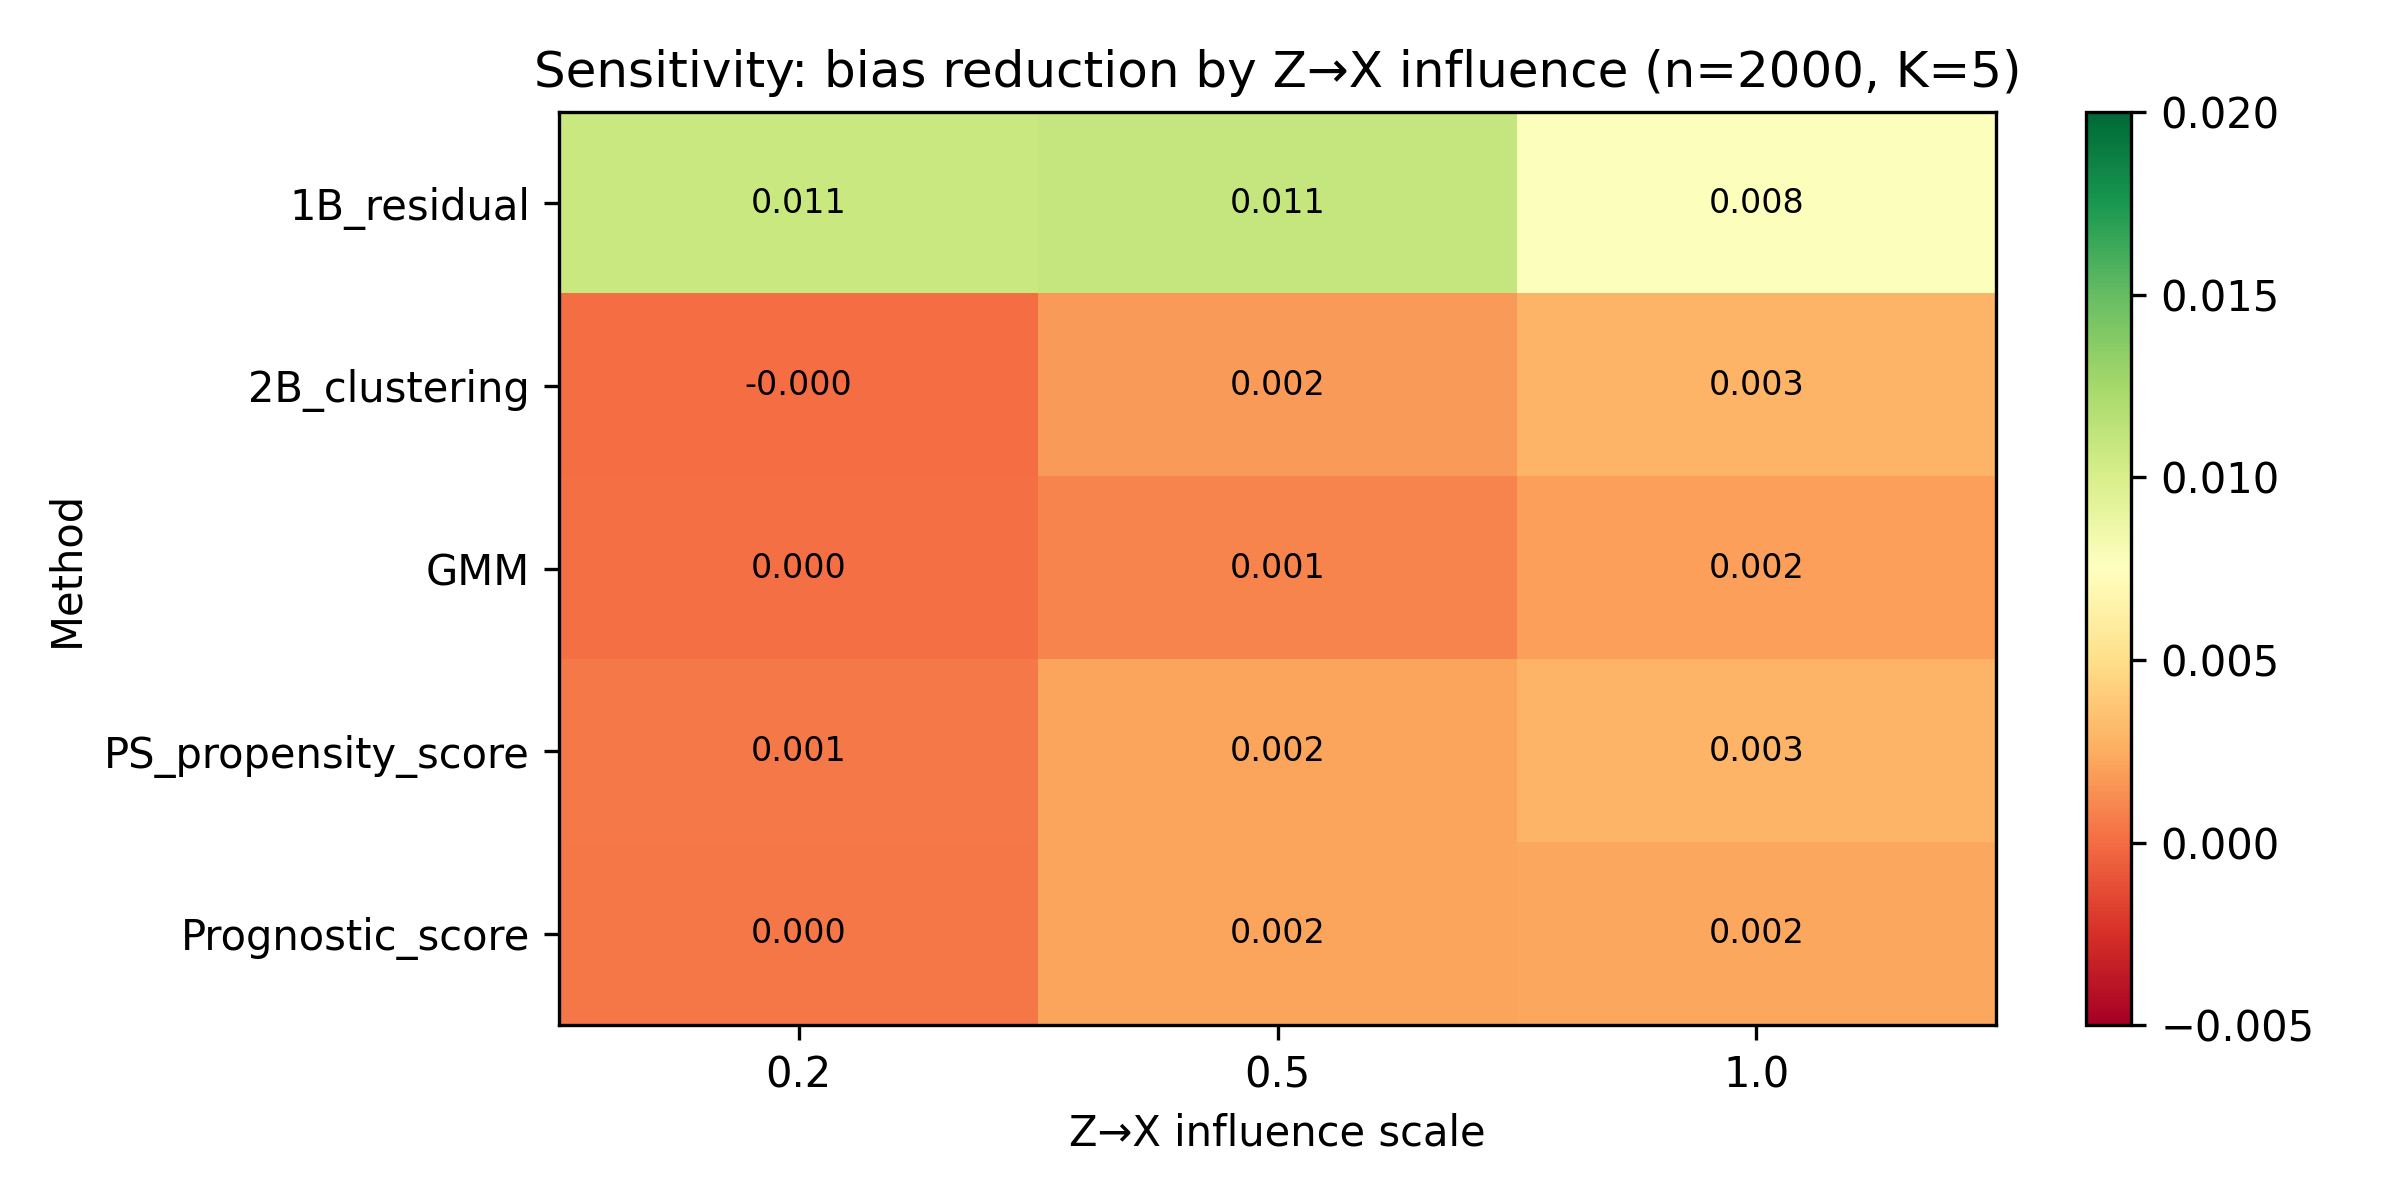 Sensitivity: bias reduction by Z→X influence (n=2000, K=5)
Method
1B_residual 0.011 0.011 0.008
2B_clustering -0.000 0.002 0.003
GMM 0.000 0.001 0.002
PS_propensity_score 0.001 0.002 0.003
Prognostic_score 0.000 0.002 0.002
0.2 0.5 1.0
Z→X influence scale
0.020
0.015
0.010
0.005
0.000
−0.005